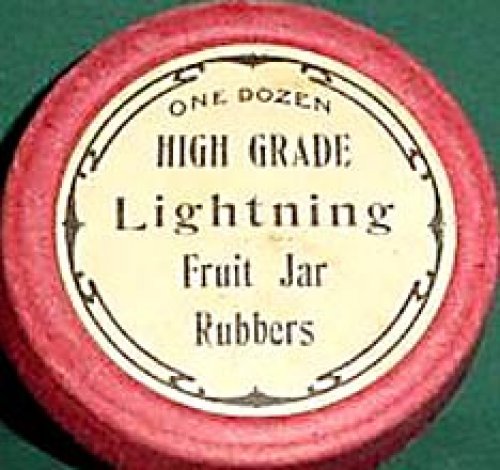 ONE DOZEN
HIGH GRADE
Lightning
Fruit Jar
Rubbers